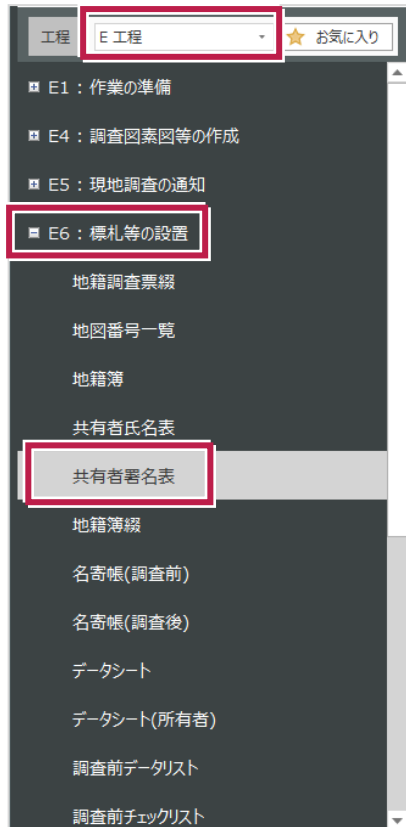 工程 E 工程 お気に入り
E1：作業の準備
E4：調査図素図等の作成
E5：現地調査の通知
E6：標札等の設置
地籍調査票綴
地図番号一覧
地籍簿
共有者氏名表
共有者署名表
地籍簿綴
名寄帳(調査前)
名寄帳(調査後)
データシート
データシート(所有者)
調査前データリスト
調査前チェックリスト